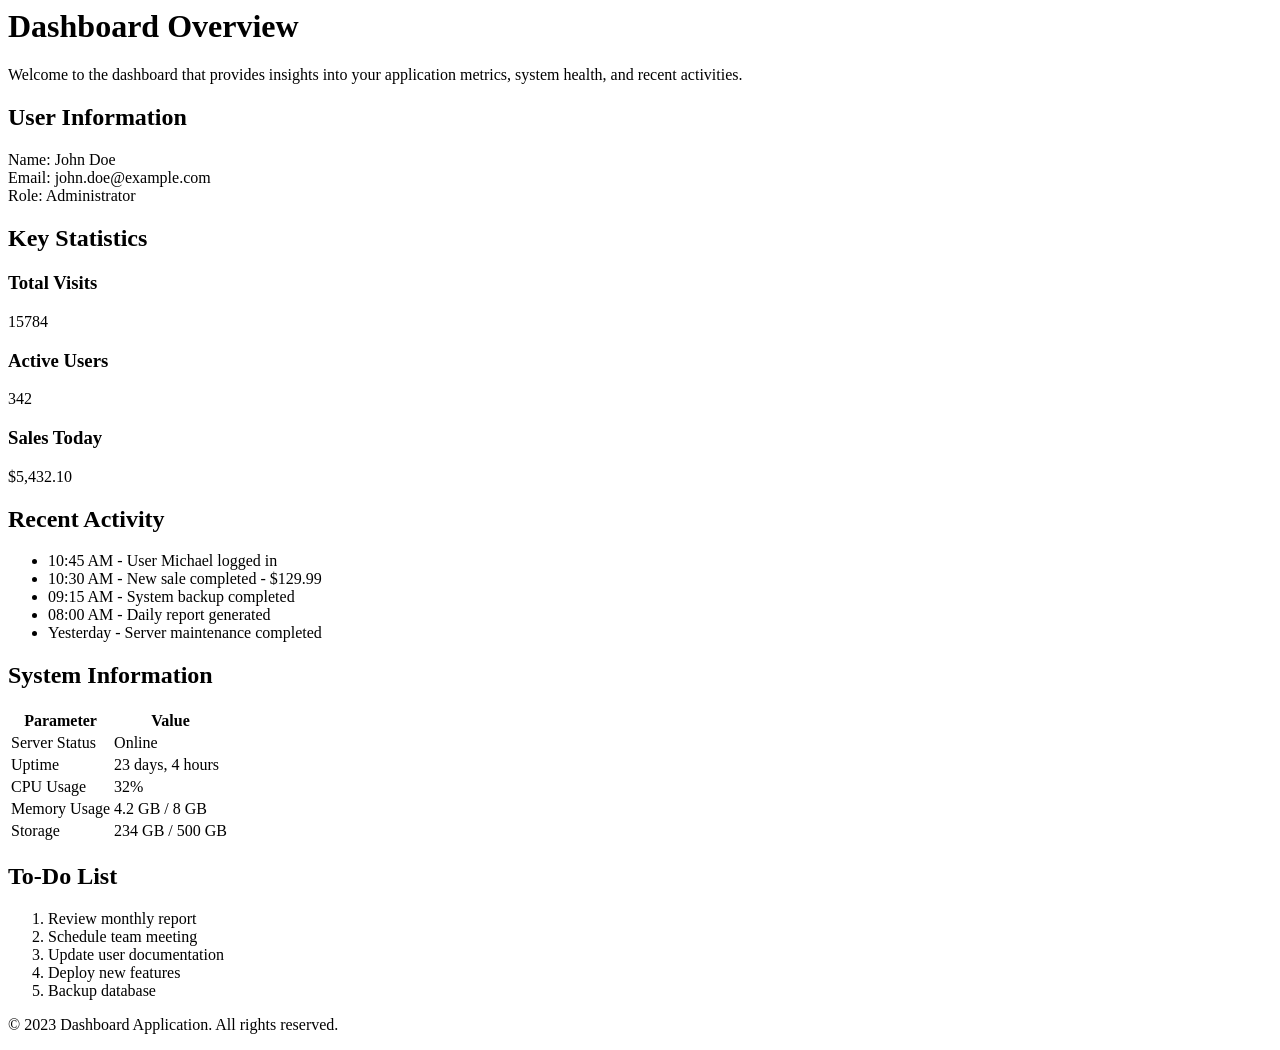 Dashboard Overview
Welcome to the dashboard that provides insights into your application metrics, system health, and recent activities.
User Information
Name: John Doe
Email: john.doe@example.com
Role: Administrator
Key Statistics
Total Visits
15784
Active Users
342
Sales Today
$5,432.10
Recent Activity
• 10:45 AM - User Michael logged in
• 10:30 AM - New sale completed - $129.99
• 09:15 AM - System backup completed
• 08:00 AM - Daily report generated
• Yesterday - Server maintenance completed
System Information
Parameter Value
Server Status Online
Uptime 23 days, 4 hours
CPU Usage 32%
Memory Usage 4.2 GB / 8 GB
Storage 234 GB / 500 GB
To-Do List
1. Review monthly report
2. Schedule team meeting
3. Update user documentation
4. Deploy new features
5. Backup database
© 2023 Dashboard Application. All rights reserved.